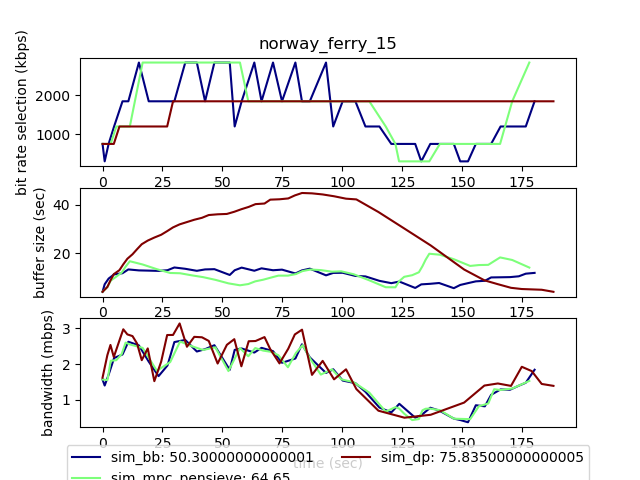 norway_ferry_15
bit rate selection (kbps)
2000
1000
0 25 50 75 100 125 150 175
buffer size (sec)
40
20
0 25 50 75 100 125 150 175
bandwidth (mbps)
3
2
1
0 25 50 75 100 125 150 175
time (sec)
sim_bb: 50.30000000000001
sim_dp: 75.83500000000005
sim_mpc_pensieve: 64.65